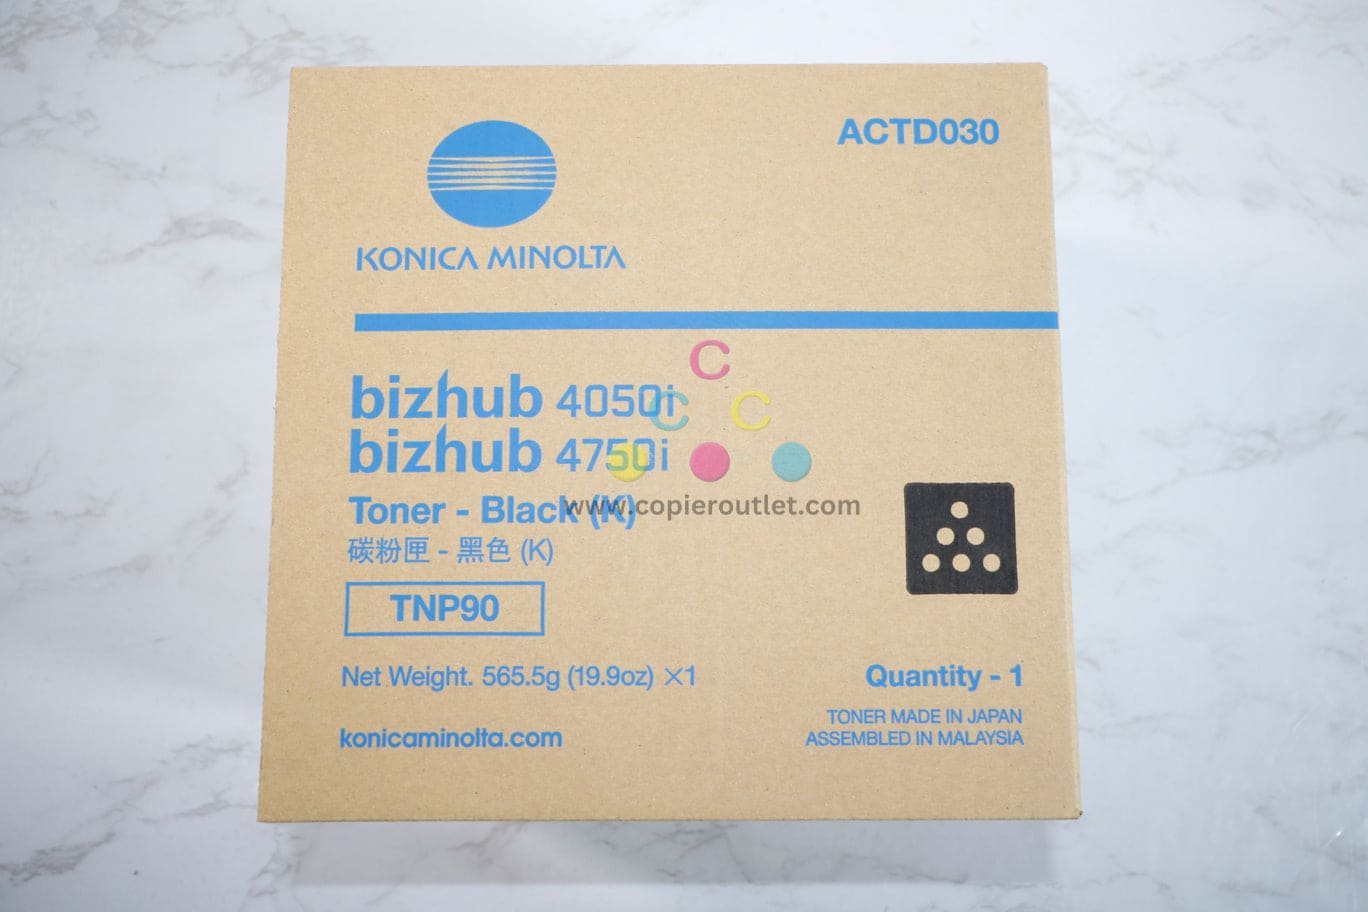 ACTD030
KONICA MINOLTA
bizhub 4050i
bizhub 4750i
Toner - Black (K)
碳粉匣 - 黑色 (K)
TNP90
Net Weight. 565.5g (19.9oz) ×1
konicaminolta.com
Quantity - 1
TONER MADE IN JAPAN
ASSEMBLED IN MALAYSIA
C
C C
www.copieroutlet.com